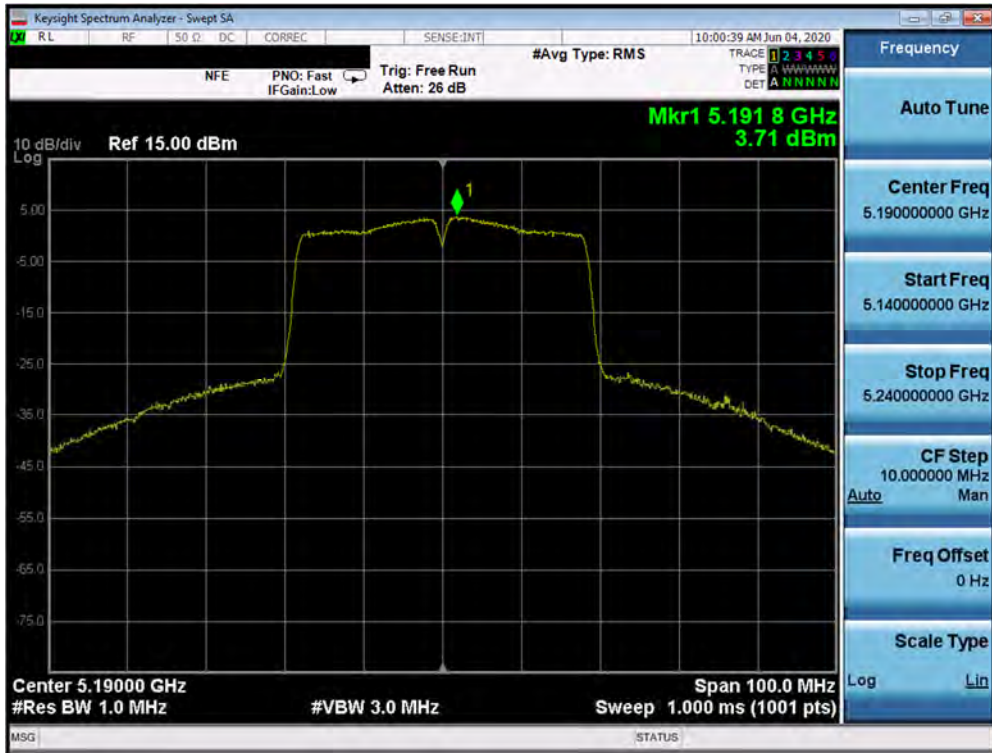 Keysight Spectrum Analyzer - Swept SA
LXI RL RF 50 Ω DC CORREC SENSE:INT 10:00:39 AM Jun 04, 2020
NFE PNO: Fast IFGain:Low Trig: Free Run Atten: 26 dB #Avg Type: RMS
TRACE 1 2 3 4 5 6
TYPE A WWWWW
DET A N N N N N
Mkr1 5.191 8 GHz
3.71 dBm
10 dB/div Ref 15.00 dBm
Log
1
5.00
-5.00
-15.0
-25.0
-35.0
-45.0
-55.0
-65.0
-75.0
Center 5.19000 GHz Span 100.0 MHz
#Res BW 1.0 MHz #VBW 3.0 MHz Sweep 1.000 ms (1001 pts)
MSG STATUS
Frequency
Auto Tune
Center Freq
5.190000000 GHz
Start Freq
5.140000000 GHz
Stop Freq
5.240000000 GHz
CF Step
10.000000 MHz
Auto Man
Freq Offset
0 Hz
Scale Type
Log Lin